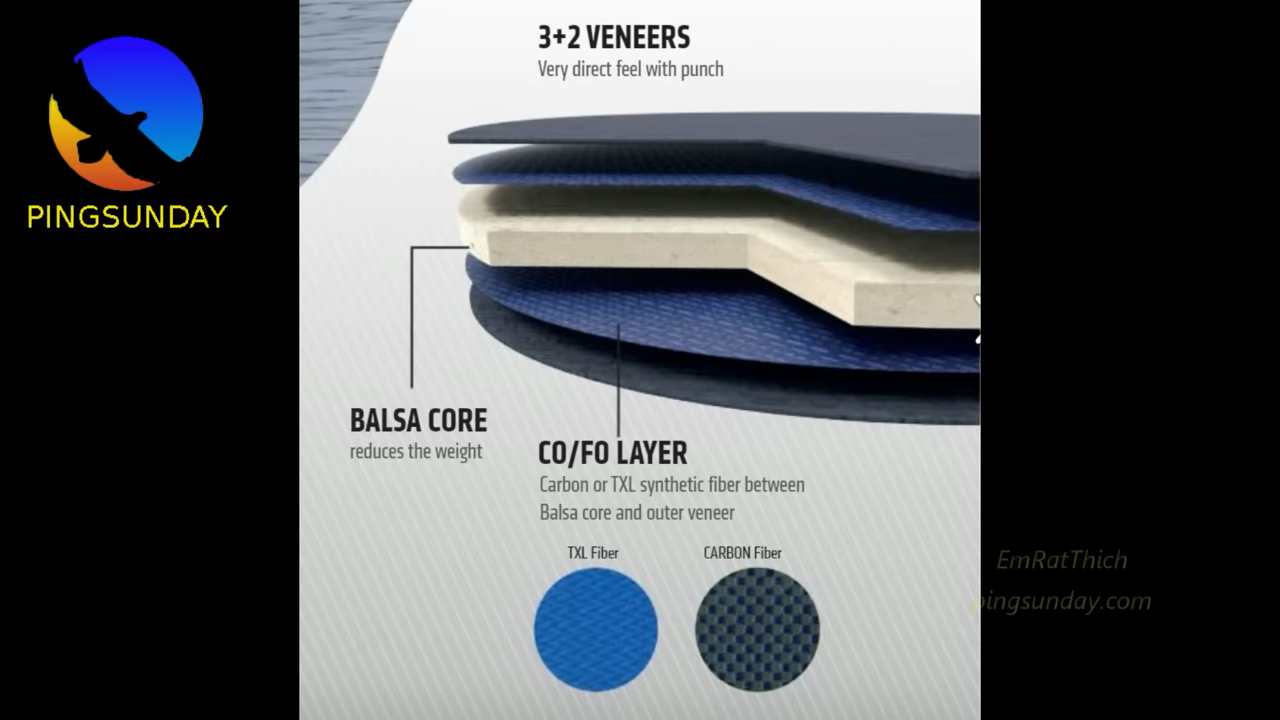 PINGSUNDAY
3+2 VENEERS
Very direct feel with punch
BALSA CORE
reduces the weight
CO/FO LAYER
Carbon or TXL synthetic fiber between
Balsa core and outer veneer
TXL Fiber
CARBON Fiber
EmRatThich
pingsunday.com